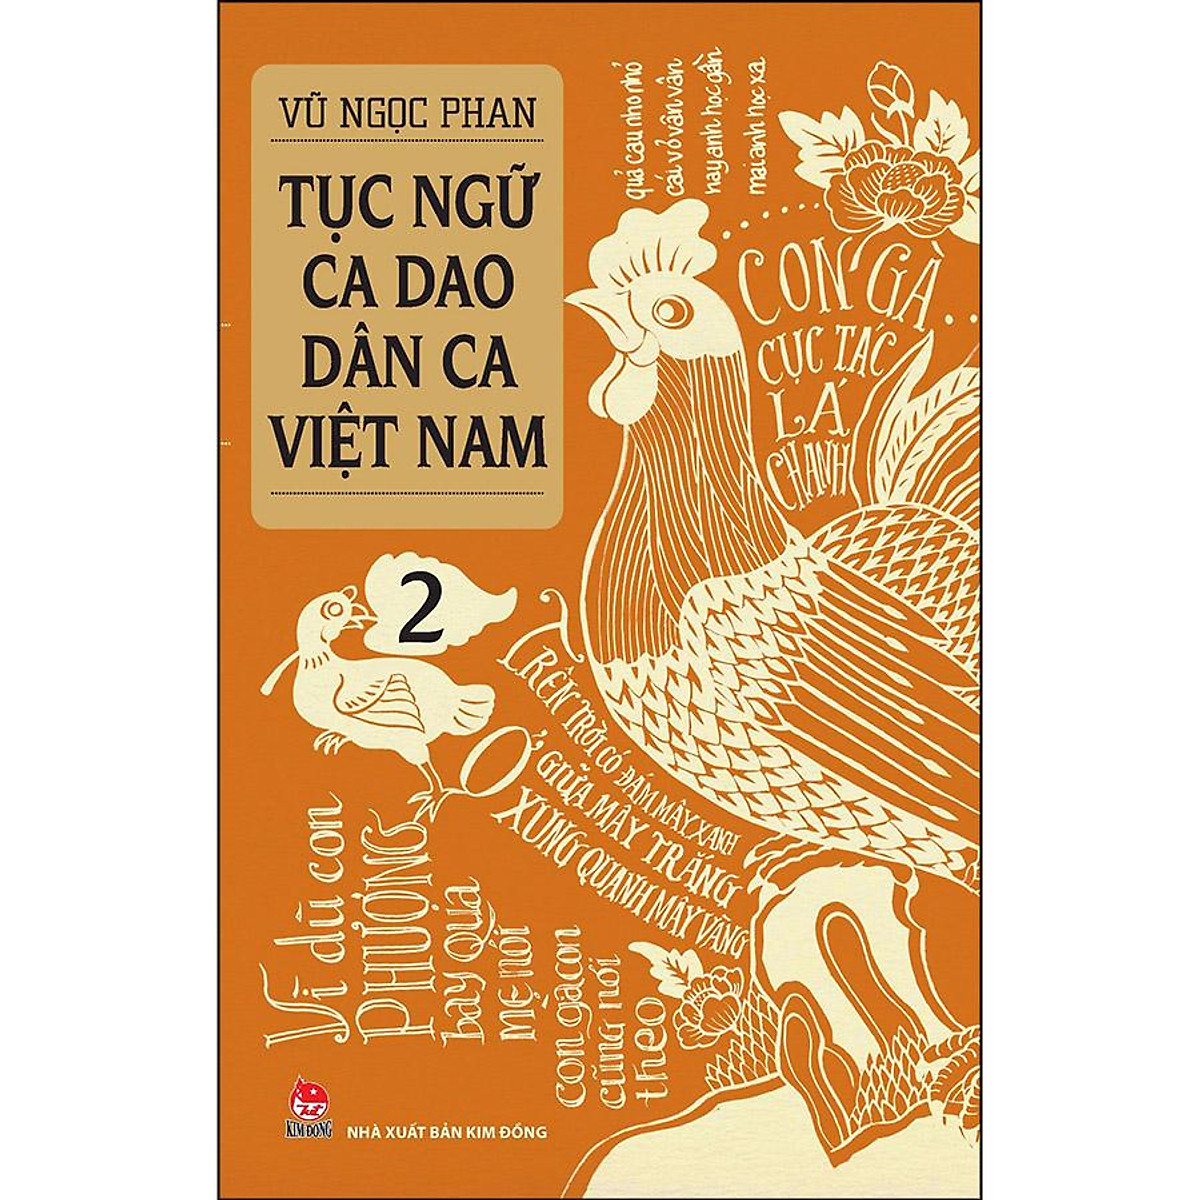 VŨ NGỌC PHAN
TỤC NGỮ
CA DAO
DÂN CA
VIỆT NAM
2
quả cau nho nhỏ
cái vỏ vân vân
nay anh học gần
mai anh học xa
CON GÀ...
CỤC TÁC
LÁ
CHANH
TRÊN TRỜI CÓ ĐÁM MÂY XANH
Ở GIỮA MÂY TRẮNG
XUNG QUANH MÂY VÀNG
Ví dù con
PHƯỢNG
bay qua
mẹ nói
con gà con
cũng nói
theo
KIM ĐỒNG
NHÀ XUẤT BẢN KIM ĐỒNG